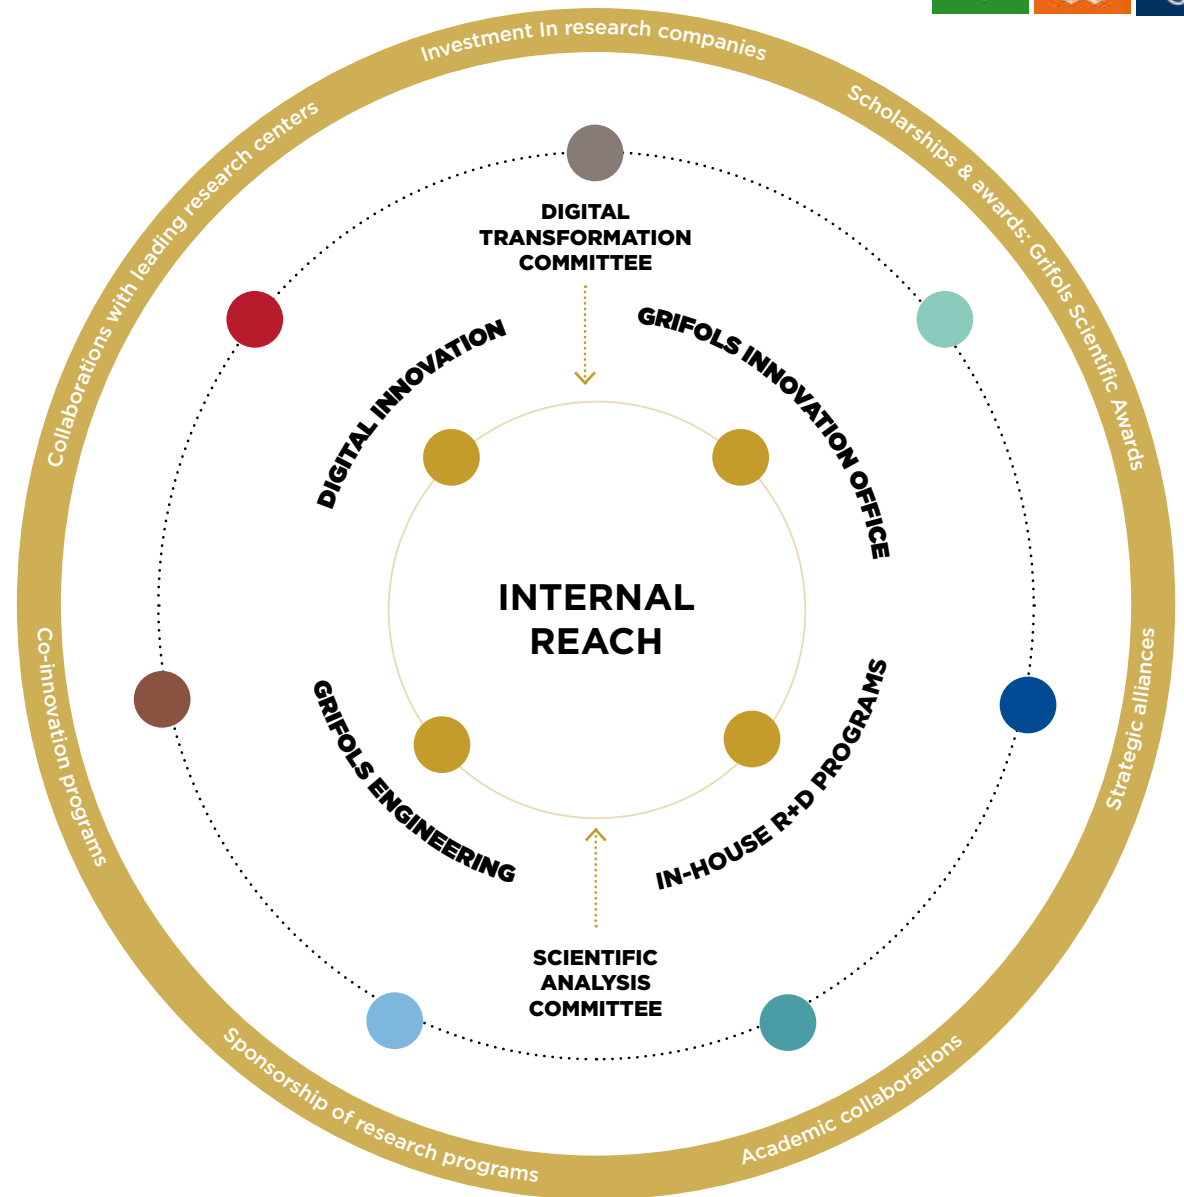 Investment In research companies
Scholarships & awards: Grifols Scientific Awards
Strategic alliances
Academic collaborations
Sponsorship of research programs
Co-innovation programs
Collaborations with leading research centers
DIGITAL
TRANSFORMATION
COMMITTEE
DIGITAL INNOVATION
GRIFOLS INNOVATION OFFICE
INTERNAL
REACH
GRIFOLS ENGINEERING
IN-HOUSE R+D PROGRAMS
SCIENTIFIC
ANALYSIS
COMMITTEE